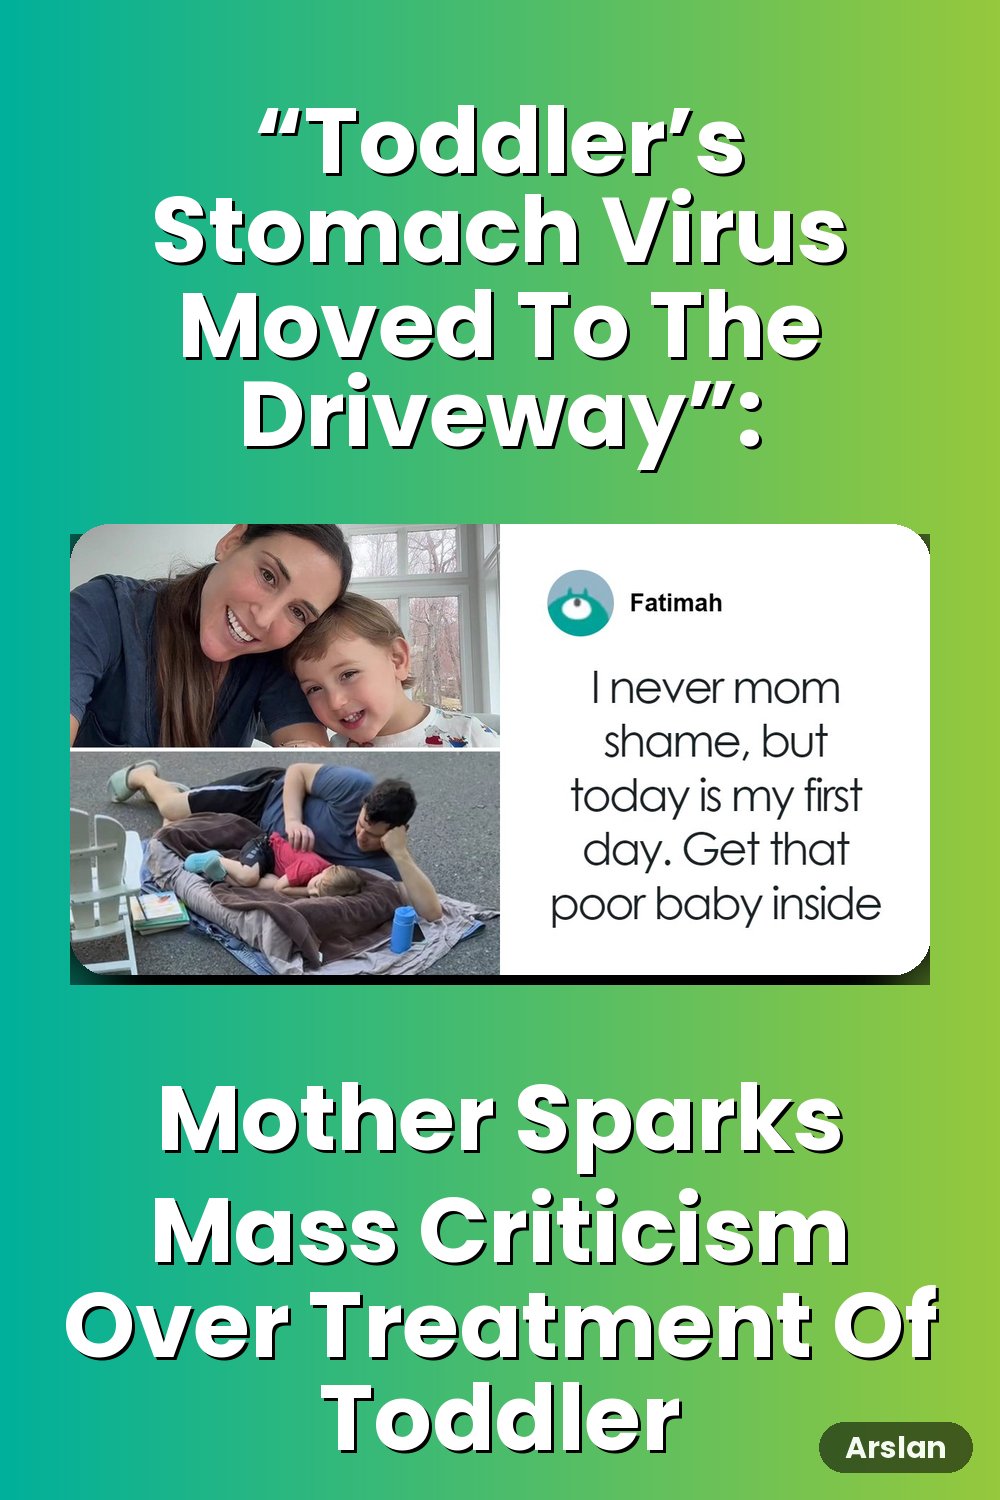 “Toddler’s
Stomach Virus
Moved To The
Driveway”:
Fatimah
I never mom
shame, but
today is my first
day. Get that
poor baby inside
Mother Sparks
Mass Criticism
Over Treatment Of
Toddler
Arslan